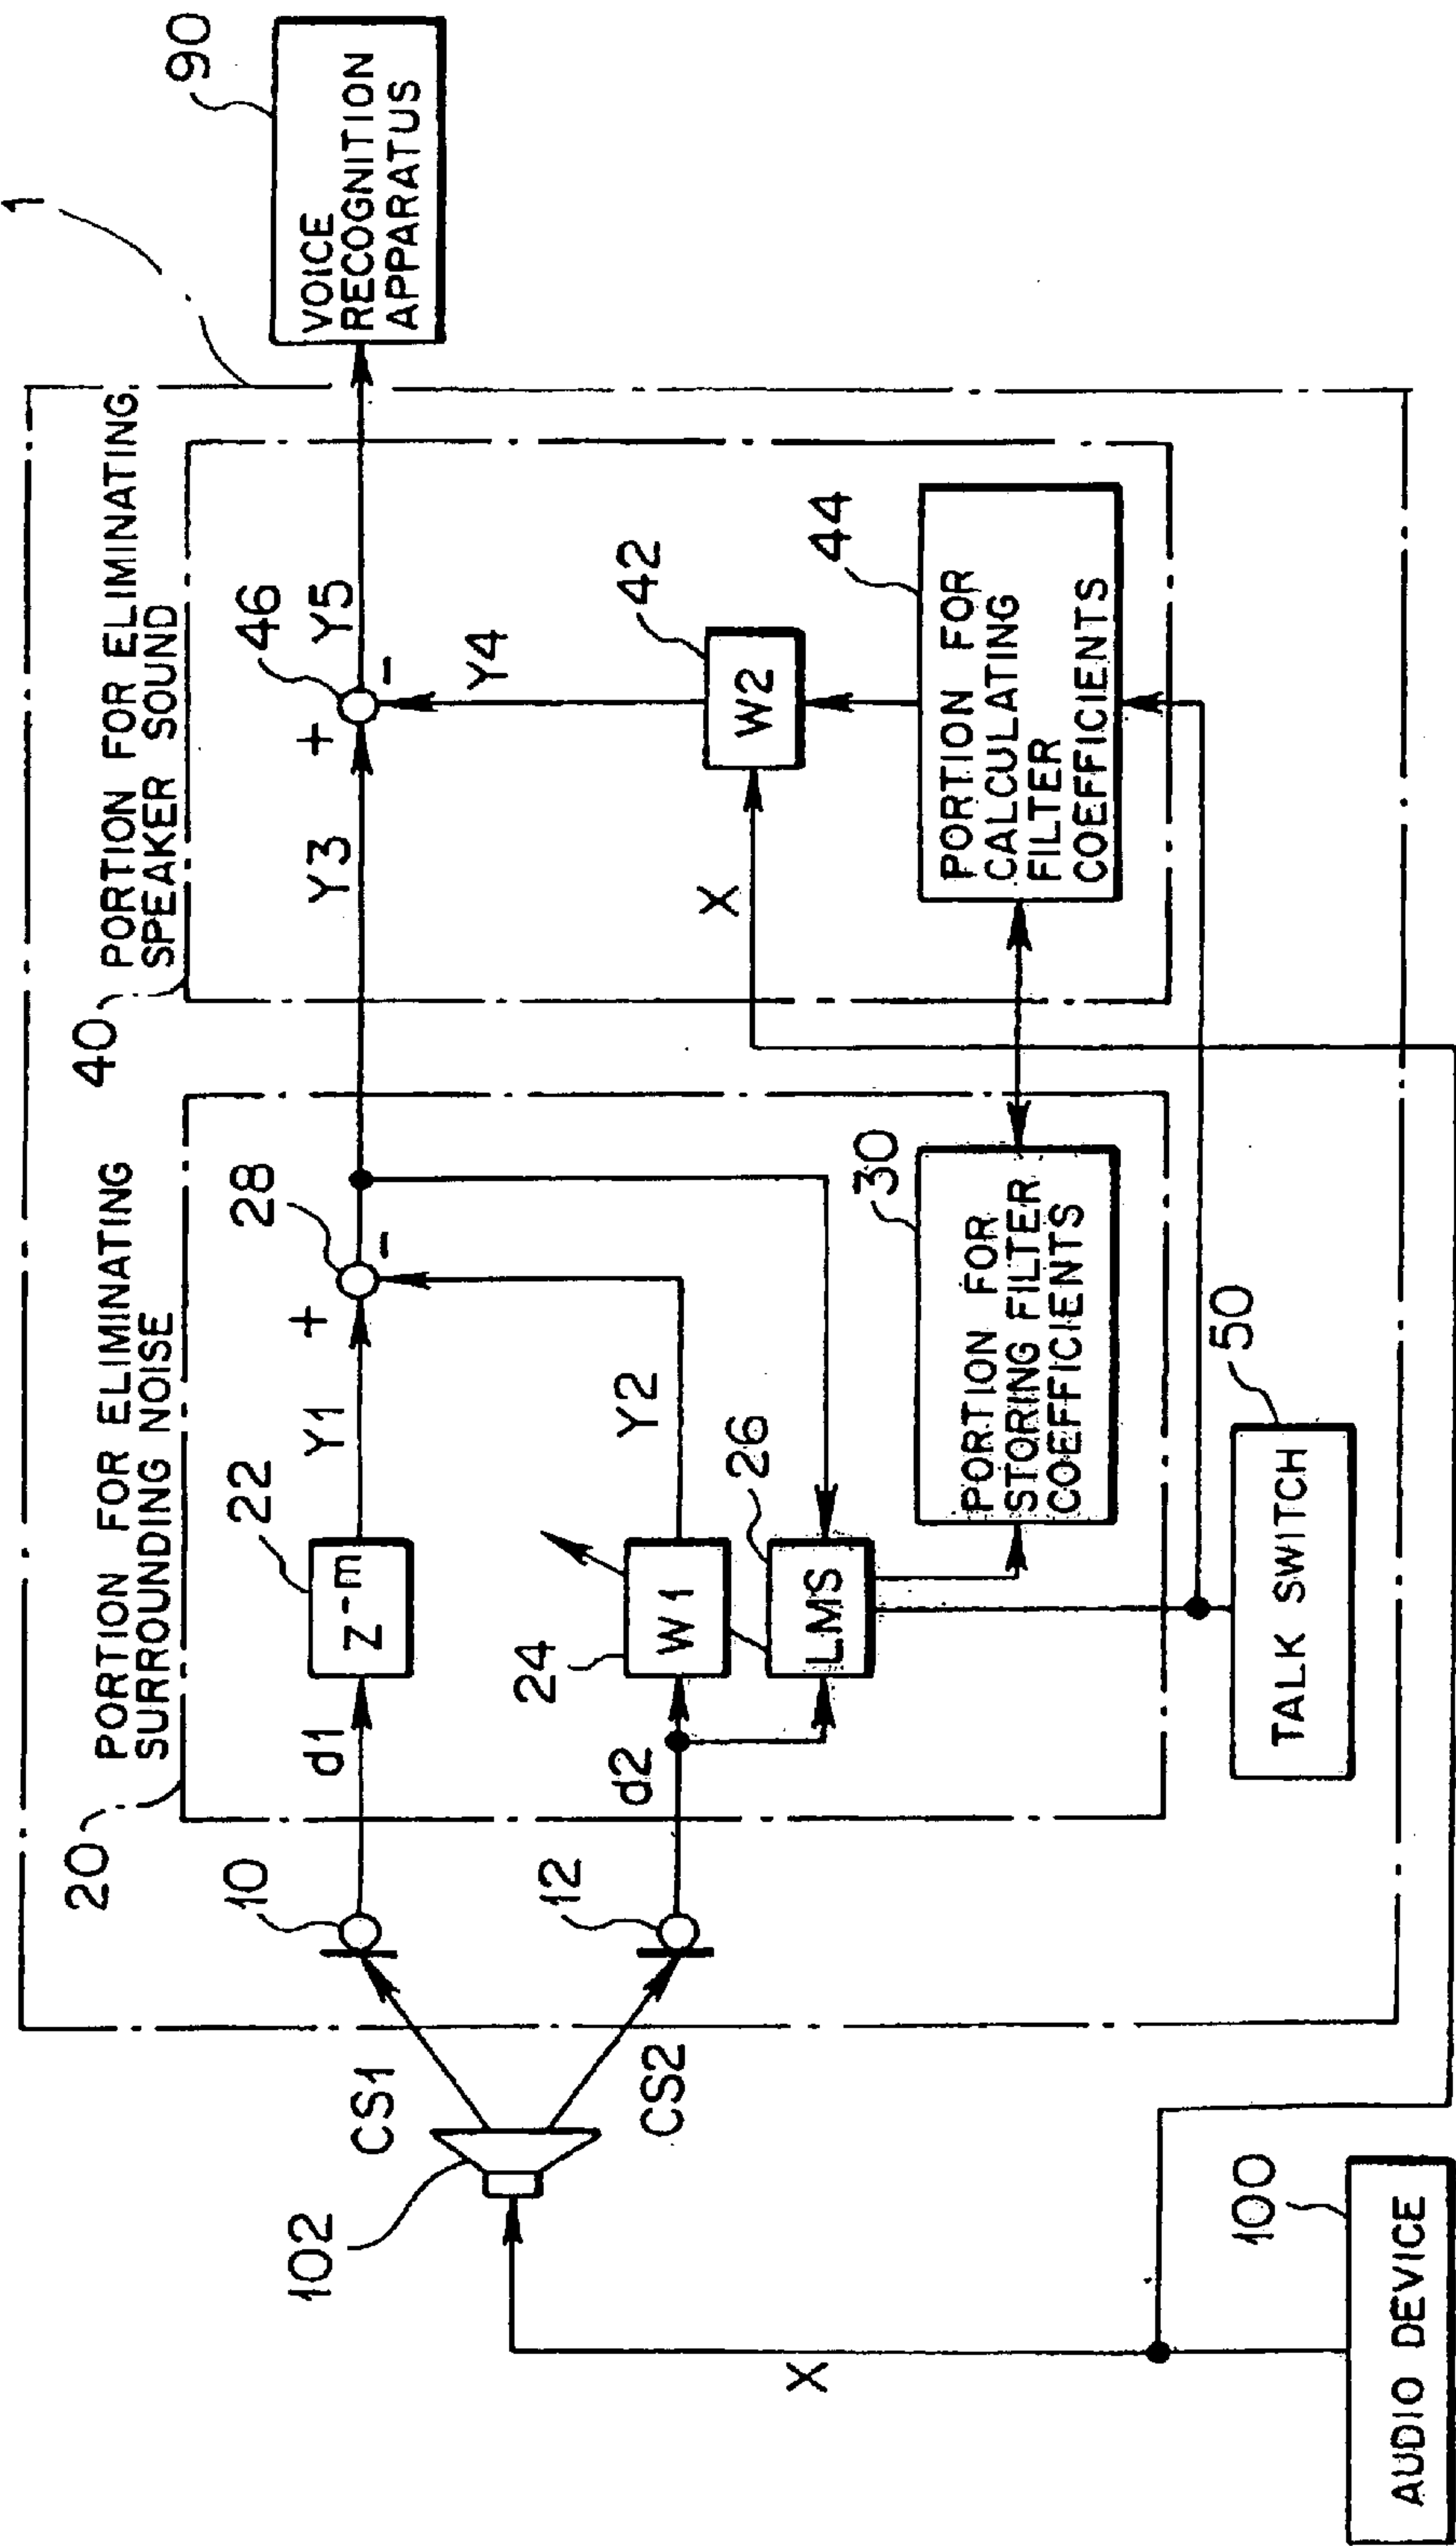 1
90
VOICE
RECOGNITION
APPARATUS
40
PORTION FOR ELIMINATING
SPEAKER SOUND
46
+
-
Y3
Y5
Y4
42
W2
X
44
PORTION FOR
CALCULATING
FILTER
COEFFICIENTS
20
PORTION FOR ELIMINATING
SURROUNDING NOISE
28
+
-
Y1
22
Z-m
d1
10
Y2
24
W1
d2
12
26
LMS
30
PORTION FOR
STORING FILTER
COEFFICIENTS
50
TALK SWITCH
CS1
CS2
102
X
100
AUDIO DEVICE